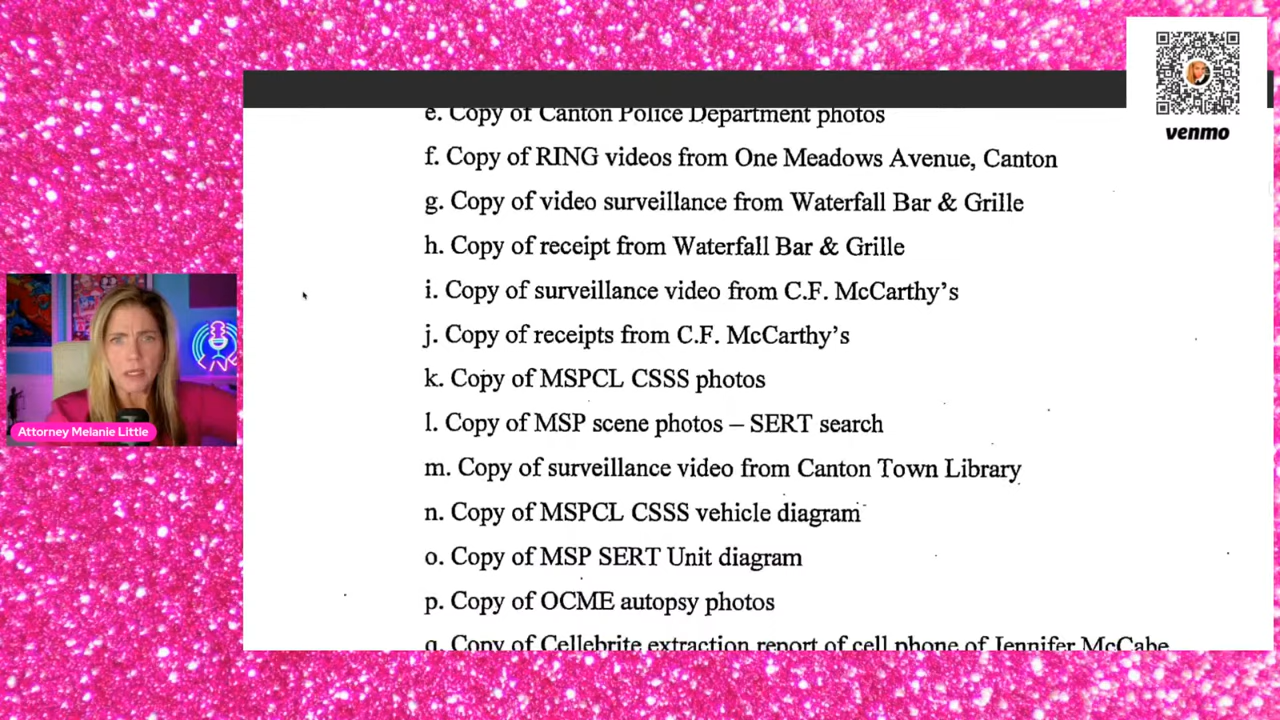 venmo
e. Copy of Canton Police Department photos
f. Copy of RING videos from One Meadows Avenue, Canton
g. Copy of video surveillance from Waterfall Bar & Grille
h. Copy of receipt from Waterfall Bar & Grille
i. Copy of surveillance video from C.F. McCarthy's
j. Copy of receipts from C.F. McCarthy's
k. Copy of MSPCL CSSS photos
l. Copy of MSP scene photos – SERT search
m. Copy of surveillance video from Canton Town Library
n. Copy of MSPCL CSSS vehicle diagram
o. Copy of MSP SERT Unit diagram
p. Copy of OCME autopsy photos
q. Copy of Cellebrite extraction report of cell phone of Jennifer McCabe
Attorney Melanie Little